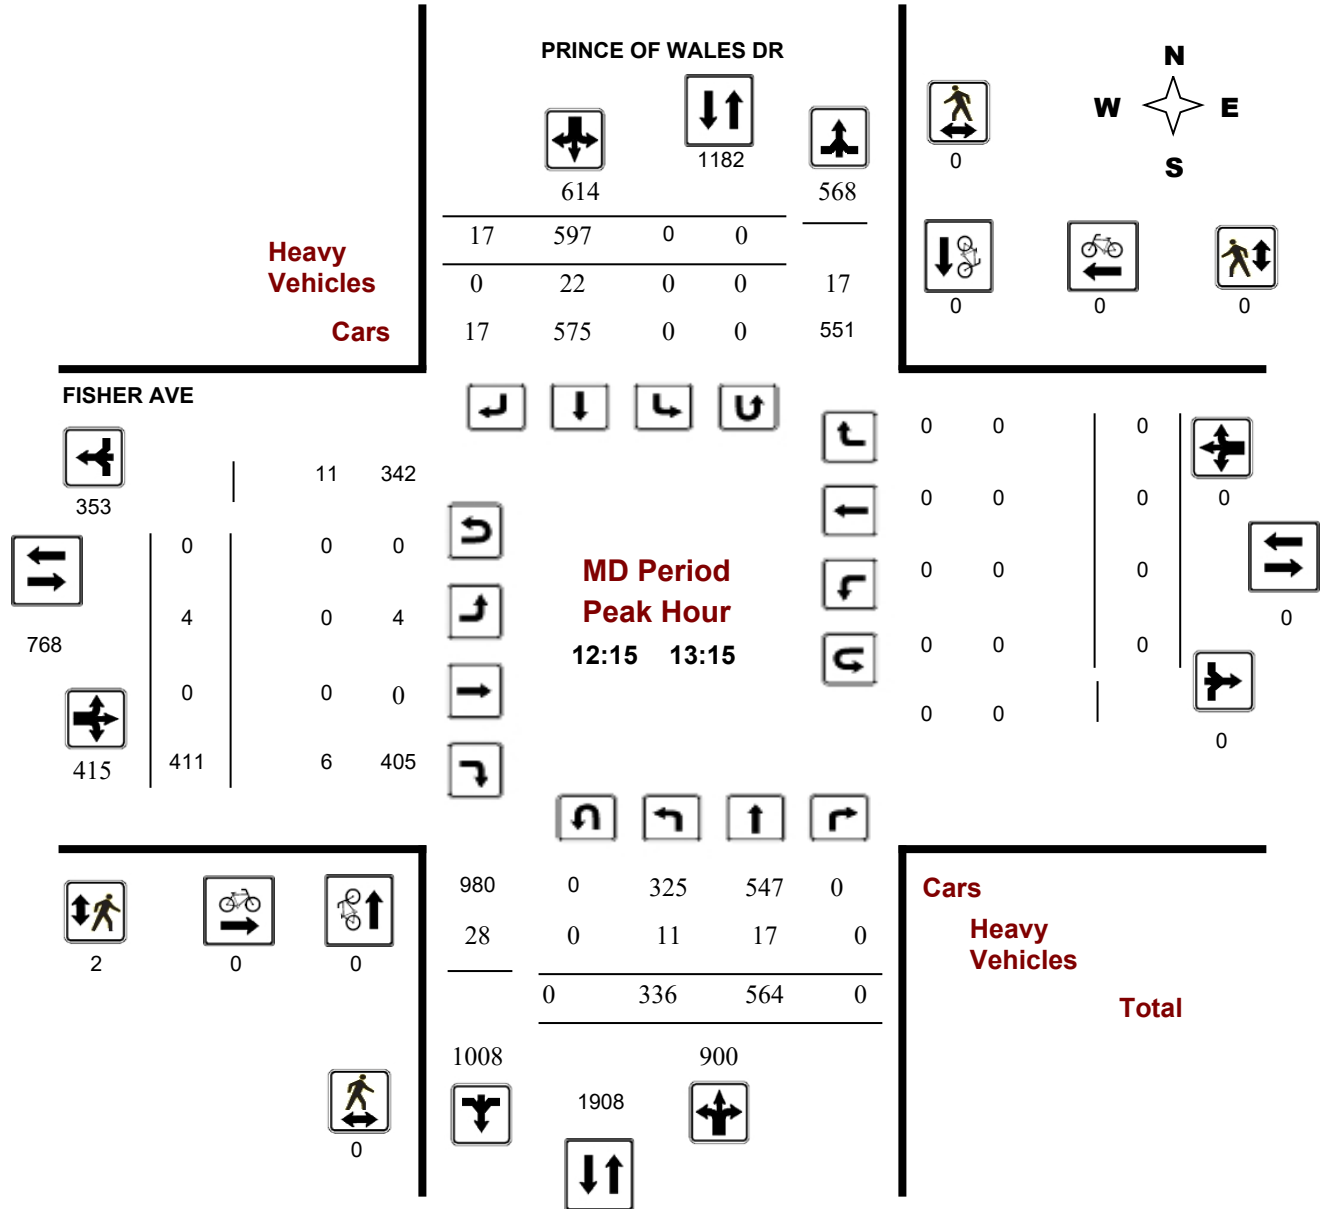 PRINCE OF WALES DR
N
W E
S
1182
0
614 568
17 597 0 0
Heavy
Vehicles
0 22 0 0 17
0 0 0
Cars 17 575 0 0 551
FISHER AVE
0 0 0
11 342
353
0 0 0 0
0 0 0
MD Period
0 0 0
4 0 4
Peak Hour
0
768
12:15 13:15
0 0 0
0 0 0
0 0
0
415 411 6 405
980 0 325 547 0
Cars
28 0 11 17 0
Heavy
Vehicles
2 0 0
0 336 564 0
Total
1008 900
1908
0